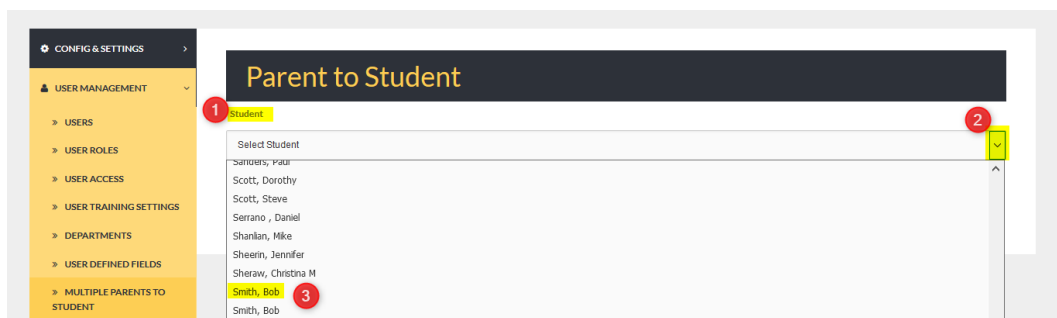 CONFIG & SETTINGS
USER MANAGEMENT
» USERS
» USER ROLES
» USER ACCESS
» USER TRAINING SETTINGS
» DEPARTMENTS
» USER DEFINED FIELDS
» MULTIPLE PARENTS TO
STUDENT
Parent to Student
1
Student
2
Select Student
Sanders, Paul
Scott, Dorothy
Scott, Steve
Serrano , Daniel
Shanlian, Mike
Sheerin, Jennifer
Sheraw, Christina M
Smith, Bob
3
Smith, Bob